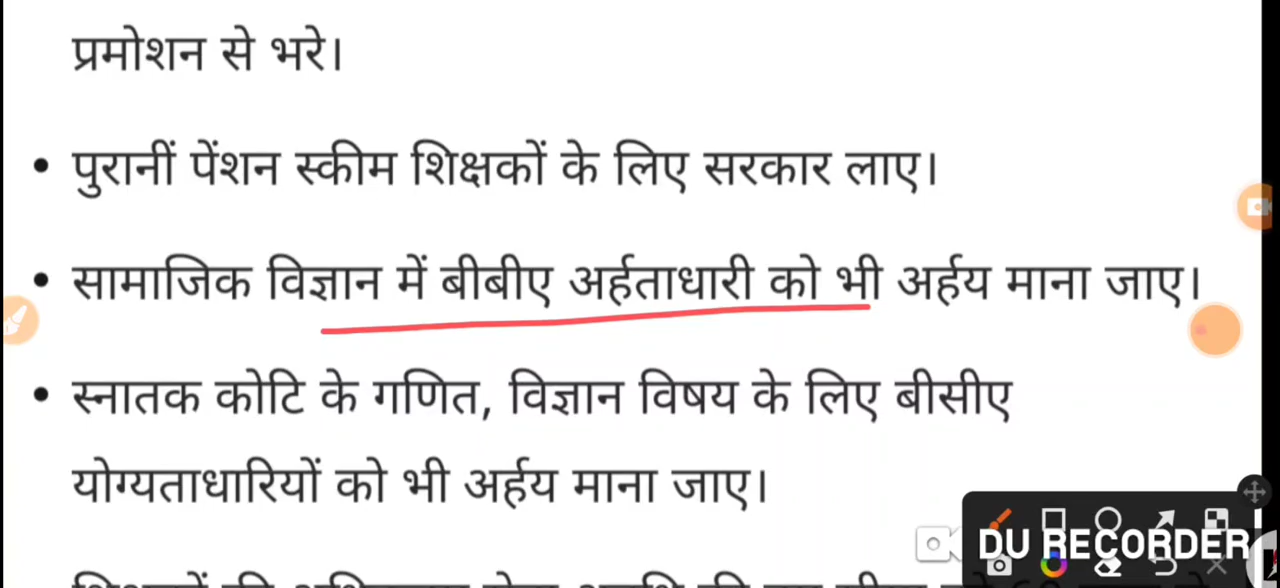 प्रमोशन से भरे।
• पुरानीं पेंशन स्कीम शिक्षकों के लिए सरकार लाए।
• सामाजिक विज्ञान में बीबीए अर्हताधारी को भी अर्हय माना जाए।
• स्नातक कोटि के गणित, विज्ञान विषय के लिए बीसीए
योग्यताधारियों को भी अर्हय माना जाए।
DU RECORDER